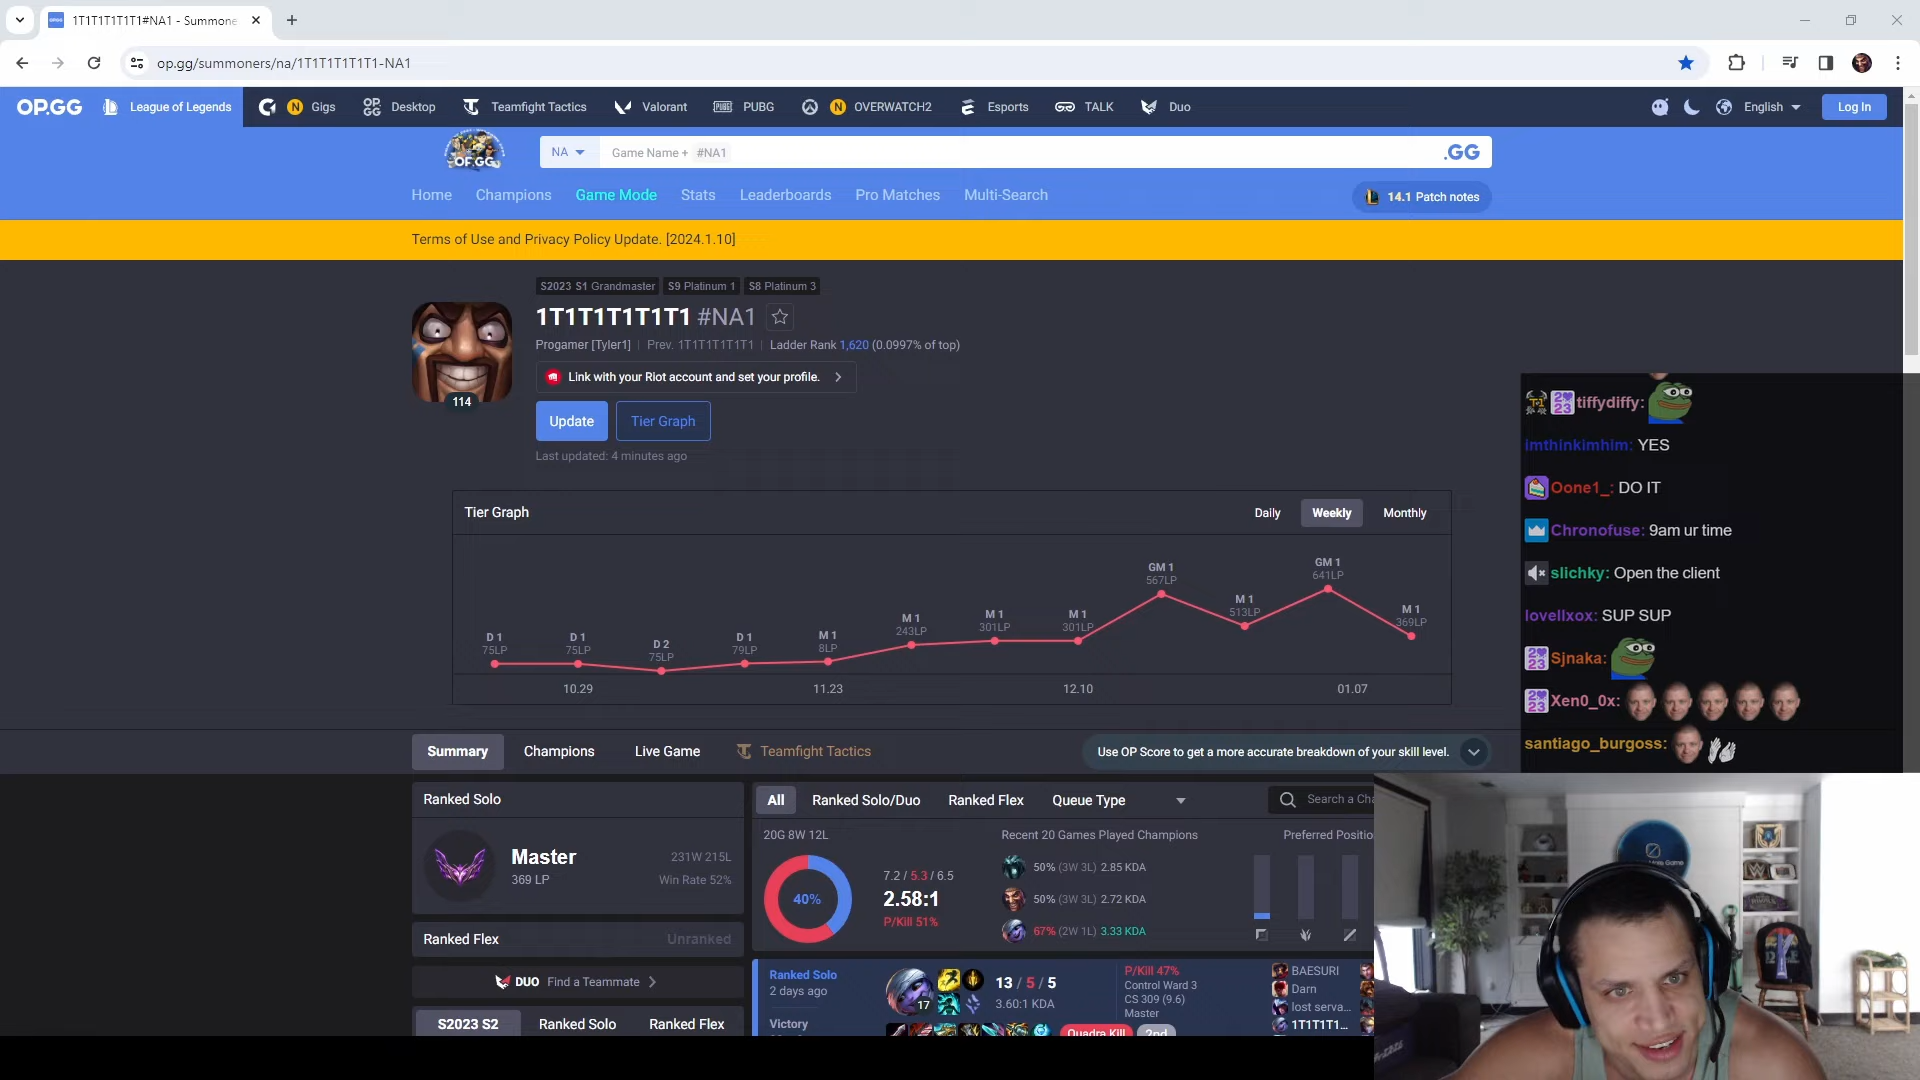 1T1T1T1T1T1#NA1 - Summone
op.gg/summoners/na/1T1T1T1T1T1-NA1
OP.GG
League of Legends
N
Gigs
OP.GG
Desktop
Teamfight Tactics
Valorant
PUBG
PUBG
N
OVERWATCH2
Esports
TALK
Duo
English
Log In
OP.GG
NA
Game Name + #NA1
.GG
Home
Champions
Game Mode
Stats
Leaderboards
Pro Matches
Multi-Search
14.1 Patch notes
Terms of Use and Privacy Policy Update. [2024.1.10]
S2023 S1 Grandmaster
S9 Platinum 1
S8 Platinum 3
1T1T1T1T1T1 #NA1
Progamer [Tyler1]
Prev. 1T1T1T1T1T1
Ladder Rank 1,620 (0.0997% of top)
114
Link with your Riot account and set your profile.
Update
Tier Graph
Last updated: 4 minutes ago
Tier Graph
Daily
Weekly
Monthly
D 1
75LP
D 1
75LP
D 2
75LP
D 1
79LP
M 1
8LP
M 1
243LP
M 1
301LP
M 1
301LP
GM 1
567LP
M 1
513LP
GM 1
641LP
M 1
369LP
10.29
11.23
12.10
01.07
Summary
Champions
Live Game
Teamfight Tactics
Use OP Score to get a more accurate breakdown of your skill level.
Ranked Solo
Master
369 LP
231W 215L
Win Rate 52%
Ranked Flex
Unranked
DUO Find a Teammate
S2023 S2
Ranked Solo
Ranked Flex
All
Ranked Solo/Duo
Ranked Flex
Queue Type
Search a Cha
20G 8W 12L
40%
7.2 / 5.3 / 6.5
2.58:1
P/Kill 51%
Recent 20 Games Played Champions
50% (3W 3L) 2.85 KDA
50% (3W 3L) 2.72 KDA
67% (2W 1L) 3.33 KDA
Preferred Positio
Ranked Solo
2 days ago
Victory
17
13 / 5 / 5
3.60:1 KDA
Quadra Kill
2nd
P/Kill 47%
Control Ward 3
CS 309 (9.6)
Master
BAESURI
Darn
lost serva...
1T1T1T1...
tiffydiffy:
imthinkimhim: YES
Oone1_: DO IT
Chronofuse: 9am ur time
slichky: Open the client
lovellxox: SUP SUP
Sjnaka:
Xen0_0x:
santiago_burgoss: